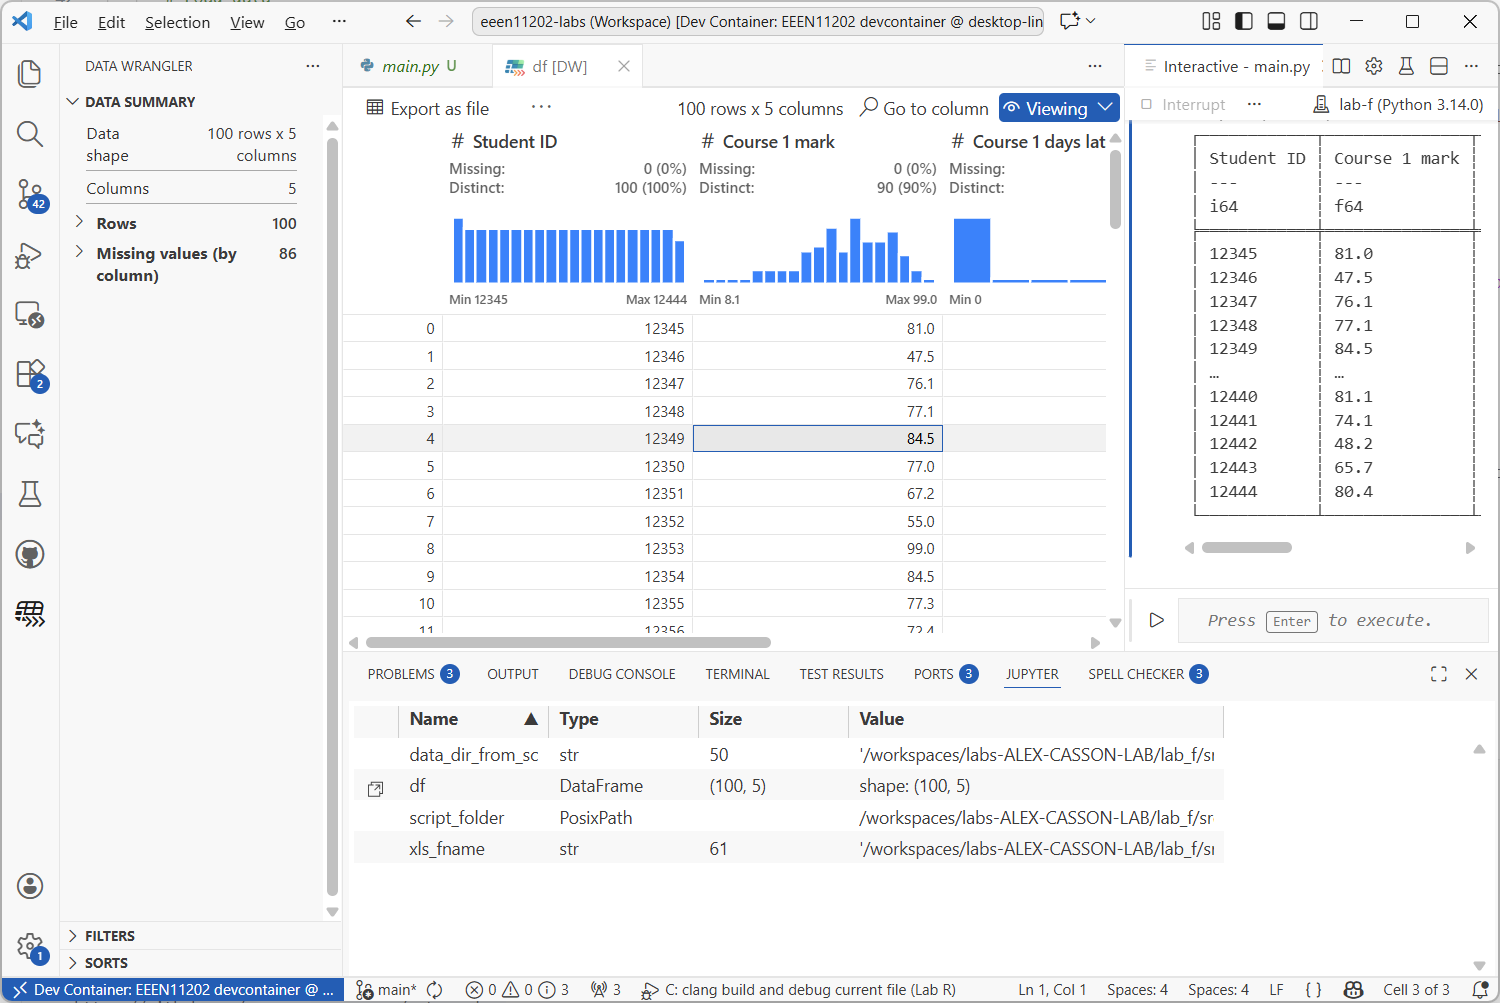 File Edit Selection View Go ··· eeen11202-labs (Workspace) [Dev Container: EEEN11202 devcontainer @ desktop-lin
DATA WRANGLER ···
DATA SUMMARY
Data shape 100 rows x 5 columns
Columns 5
Rows 100
Missing values (by column) 86
FILTERS
SORTS
42
2
1
main.py U df [DW] ···
Export as file ··· 100 rows x 5 columns Go to column Viewing
# Student ID # Course 1 mark # Course 1 days lat
Missing: 0 (0%) Missing: 0 (0%) Missing:
Distinct: 100 (100%) Distinct: 90 (90%) Distinct:
Min 12345 Max 12444 Min 8.1 Max 99.0 Min 0
0 12345 81.0
1 12346 47.5
2 12347 76.1
3 12348 77.1
4 12349 84.5
5 12350 77.0
6 12351 67.2
7 12352 55.0
8 12353 99.0
9 12354 84.5
10 12355 77.3
11 12356 72.4
Interactive - main.py ···
Interrupt ··· lab-f (Python 3.14.0)
Student ID Course 1 mark
--- ---
i64 f64
12345 81.0
12346 47.5
12347 76.1
12348 77.1
12349 84.5
… …
12440 81.1
12441 74.1
12442 48.2
12443 65.7
12444 80.4
Press Enter to execute.
PROBLEMS 3 OUTPUT DEBUG CONSOLE TERMINAL TEST RESULTS PORTS 3 JUPYTER SPELL CHECKER 3
Name Type Size Value
data_dir_from_sc str 50 '/workspaces/labs-ALEX-CASSON-LAB/lab_f/sr
df DataFrame (100, 5) shape: (100, 5)
script_folder PosixPath /workspaces/labs-ALEX-CASSON-LAB/lab_f/sr
xls_fname str 61 '/workspaces/labs-ALEX-CASSON-LAB/lab_f/sr
Dev Container: EEEN11202 devcontainer @ ... main* 0 0 3 3 C: clang build and debug current file (Lab R) Ln 1, Col 1 Spaces: 4 Spaces: 4 LF { } Cell 3 of 3